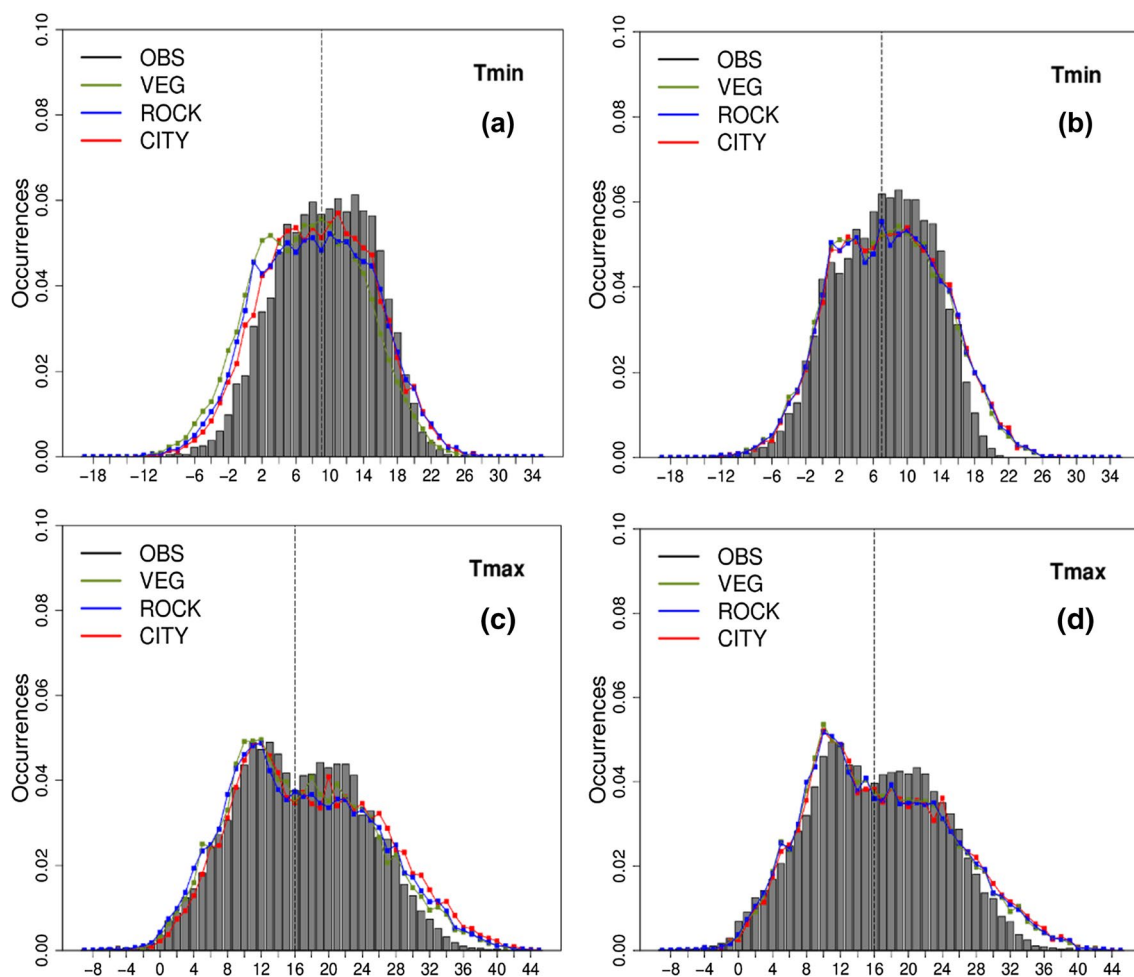 OBS
VEG
ROCK
CITY
Tmin
(a)
Occurrences
0.00 0.02 0.04 0.06 0.08 0.10
−18 −12 −6 −2 2 6 10 14 18 22 26 30 34
OBS
VEG
ROCK
CITY
Tmin
(b)
Occurrences
0.00 0.02 0.04 0.06 0.08 0.10
−18 −12 −6 −2 2 6 10 14 18 22 26 30 34
OBS
VEG
ROCK
CITY
Tmax
(c)
Occurrences
0.00 0.02 0.04 0.06 0.08 0.10
−8 −4 0 4 8 12 16 20 24 28 32 36 40 44
OBS
VEG
ROCK
CITY
Tmax
(d)
Occurrences
0.00 0.02 0.04 0.06 0.08 0.10
−8 −4 0 4 8 12 16 20 24 28 32 36 40 44